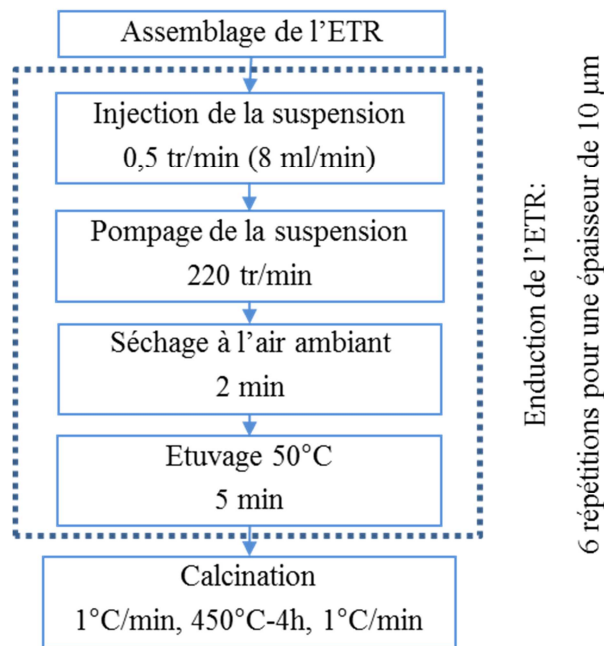 Assemblage de l'ETR
Injection de la suspension
0,5 tr/min (8 ml/min)
Pompage de la suspension
220 tr/min
Séchage à l'air ambiant
2 min
Etuvage 50°C
5 min
Calcination
1°C/min, 450°C-4h, 1°C/min
Enduction de l'ETR:
6 répétitions pour une épaisseur de 10 µm